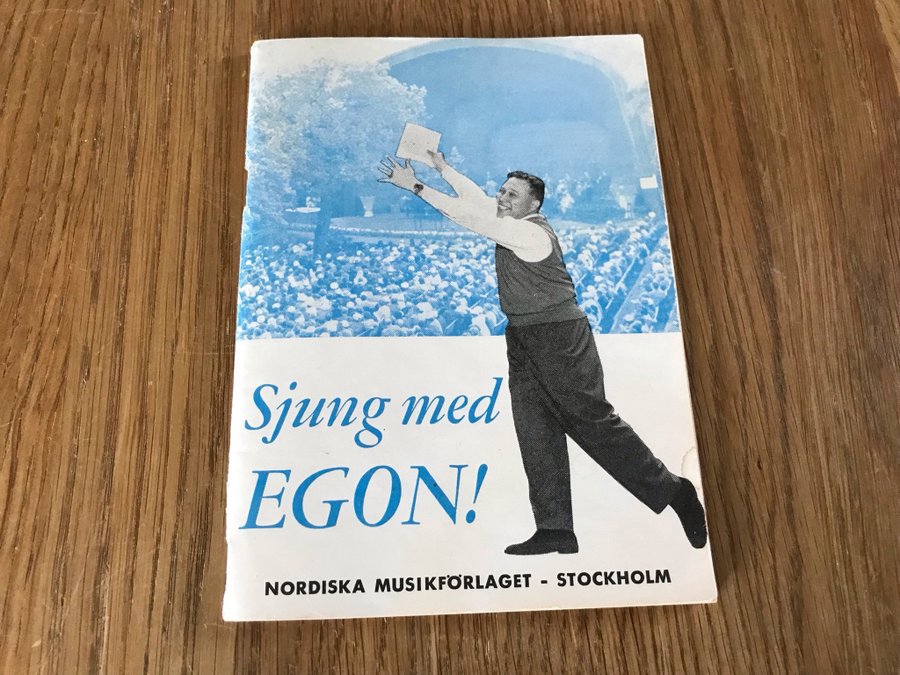 Sjung med
EGON!
NORDISKA MUSIKFÖRLAGET - STOCKHOLM